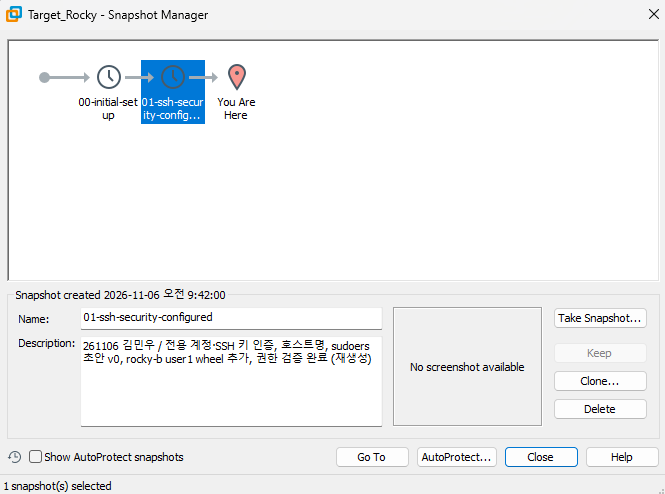 Target_Rocky - Snapshot Manager
00-initial-set
up
01-ssh-secur
ity-config...
You Are
Here
Snapshot created 2026-11-06 오전 9:42:00
Name:
01-ssh-security-configured
Description:
261106 김민우 / 전용 계정·SSH 키 인증, 호스트명, sudoers
초안 v0, rocky-b user1 wheel 추가, 권한 검증 완료 (재생성)
No screenshot available
Take Snapshot...
Keep
Clone...
Delete
Show AutoProtect snapshots
Go To
AutoProtect...
Close
Help
1 snapshot(s) selected